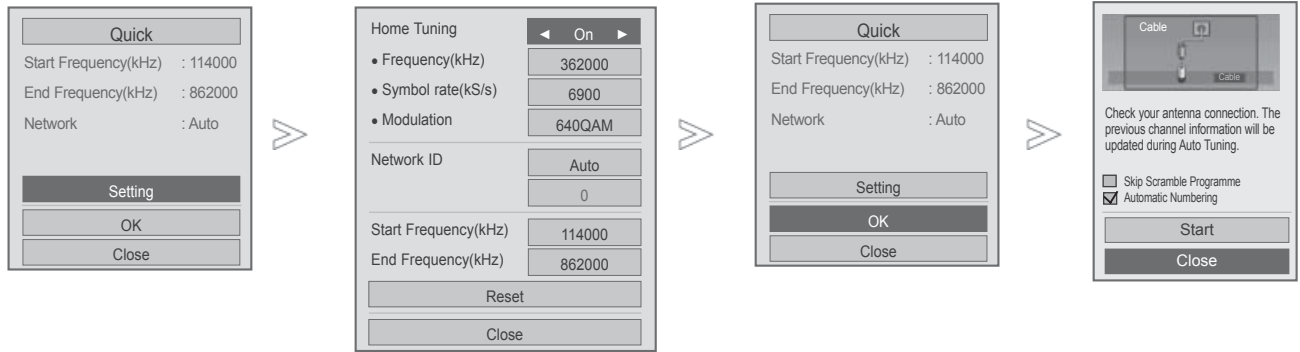 Quick
Start Frequency(kHz) : 114000
End Frequency(kHz) : 862000
Network : Auto
Setting
OK
Close
Home Tuning ◄ On ►
• Frequency(kHz) 362000
• Symbol rate(kS/s) 6900
• Modulation 640QAM
Network ID Auto
0
Start Frequency(kHz) 114000
End Frequency(kHz) 862000
Reset
Close
Quick
Start Frequency(kHz) : 114000
End Frequency(kHz) : 862000
Network : Auto
Setting
OK
Close
Cable
Cable
Check your antenna connection. The
previous channel information will be
updated during Auto Tuning.
Skip Scramble Programme
Automatic Numbering
Start
Close